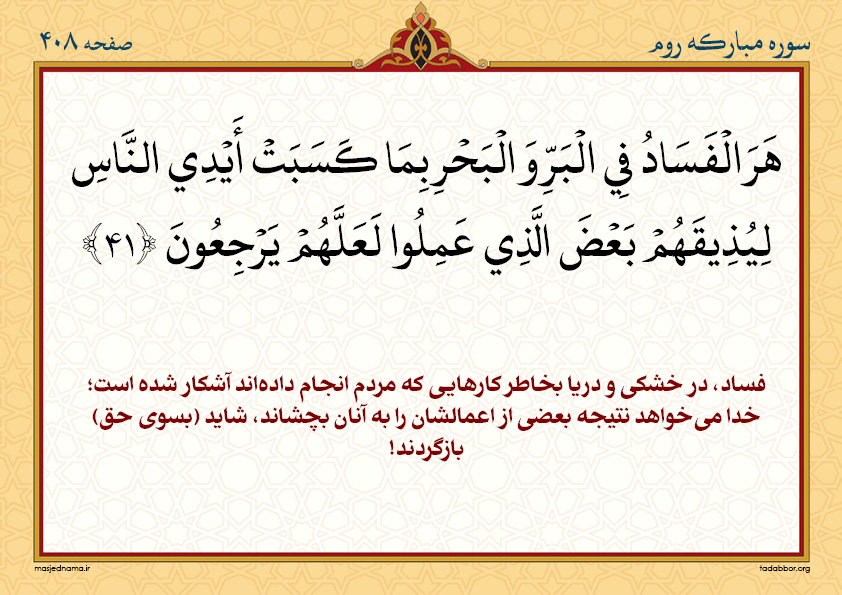 سوره مبارکه روم
صفحه ۴۰۸
هَرَ الْفَسَادُ فِي الْبَرِّ وَ الْبَحْرِ بِمَا كَسَبَتْ أَيْدِي النَّاسِ
لِيُذِيقَهُمْ بَعْضَ الَّذِي عَمِلُوا لَعَلَّهُمْ يَرْجِعُونَ ﴿۴۱﴾
فساد، در خشکی و دریا بخاطر کارهایی که مردم انجام داده‌اند آشکار شده است؛
خدا می‌خواهد نتیجه بعضی از اعمالشان را به آنان بچشاند، شاید (بسوی حق)
بازگردند!
tadabbor.org
masjednama.ir